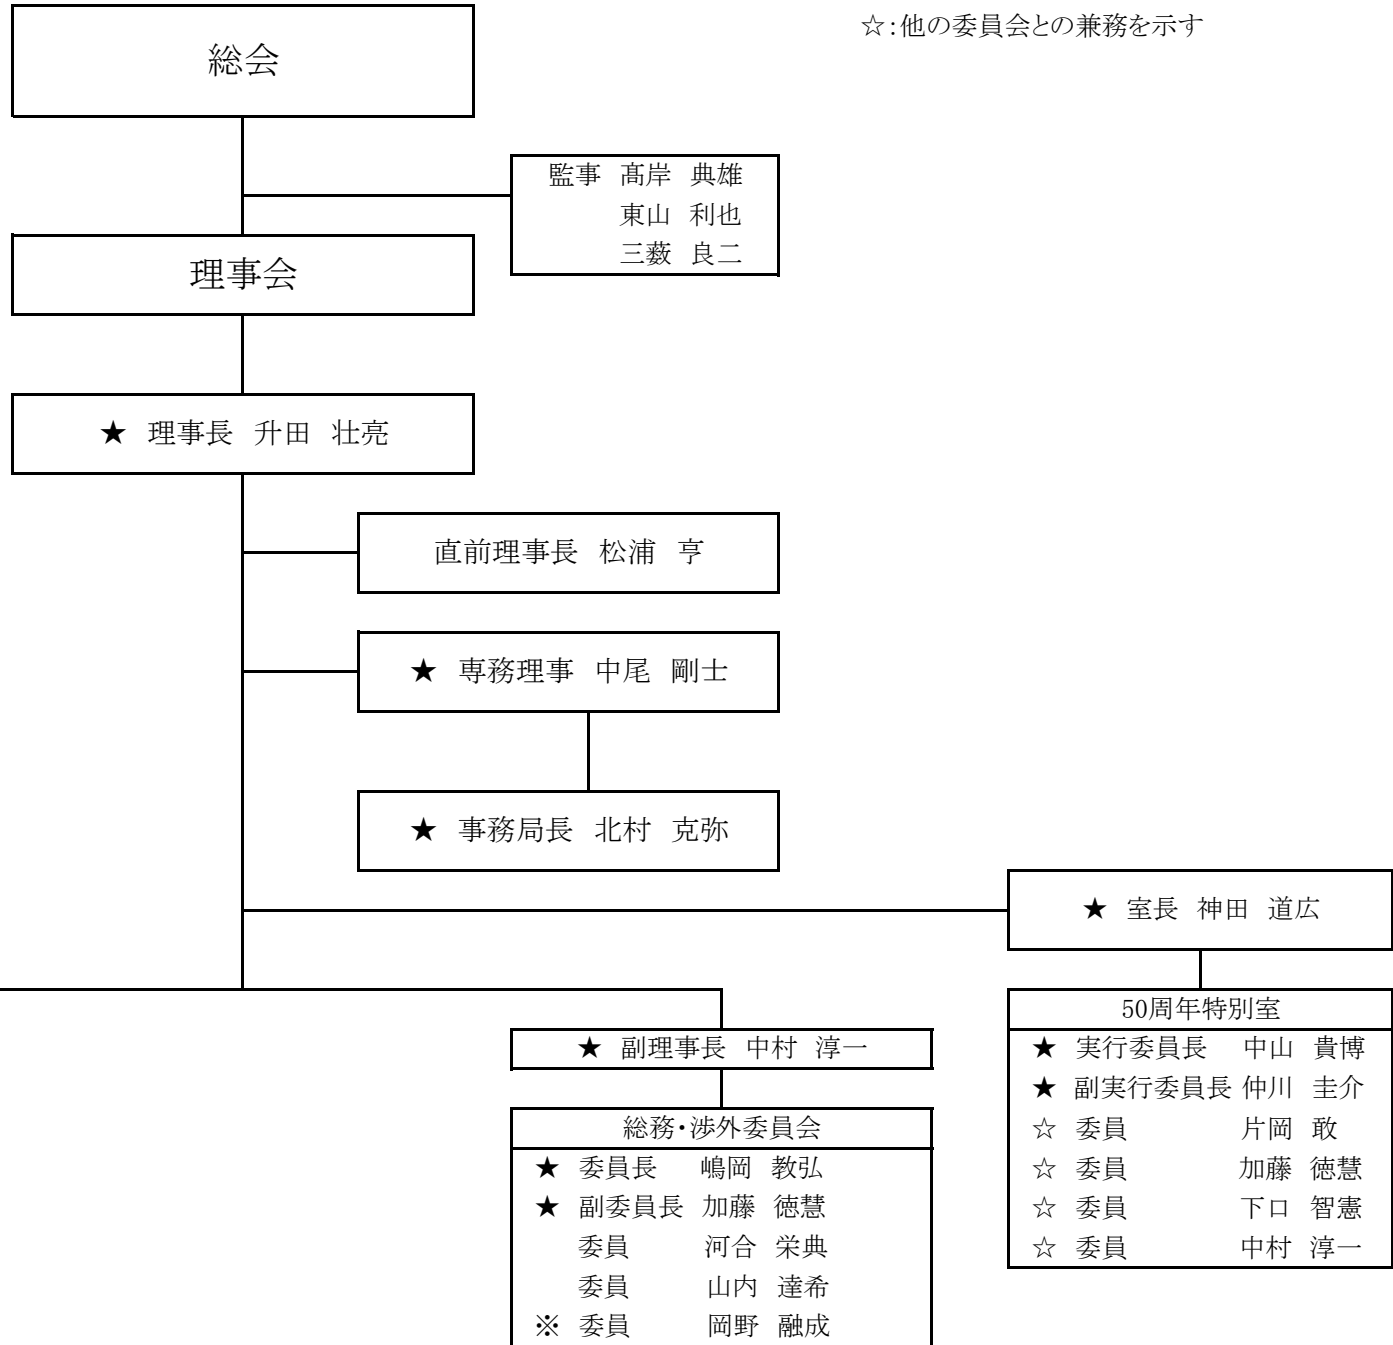 ☆:他の委員会との兼務を示す
総会
監事 髙岸 典雄
東山 利也
三薮 良二
理事会
★ 理事長 升田 壮亮
直前理事長 松浦 亨
★ 専務理事 中尾 剛士
★ 事務局長 北村 克弥
★ 室長 神田 道広
50周年特別室
★ 実行委員長 中山 貴博
★ 副実行委員長 仲川 圭介
☆ 委員 片岡 敢
☆ 委員 加藤 徳慧
☆ 委員 下口 智憲
☆ 委員 中村 淳一
★ 副理事長 中村 淳一
総務・渉外委員会
★ 委員長 嶋岡 教弘
★ 副委員長 加藤 徳慧
委員 河合 栄典
委員 山内 達希
※ 委員 岡野 融成